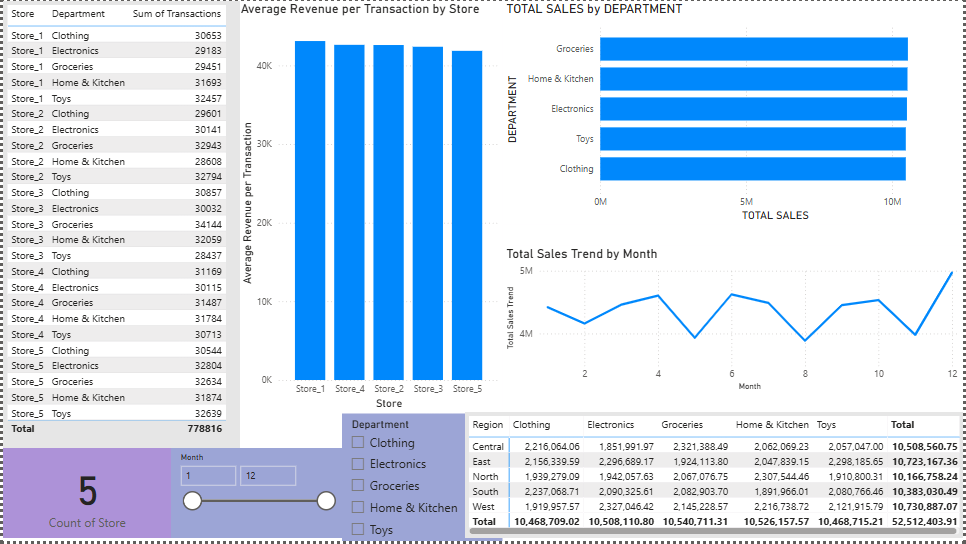 Store Department Sum of Transactions
Store_1 Clothing 30653
Store_1 Electronics 29183
Store_1 Groceries 29451
Store_1 Home & Kitchen 31693
Store_1 Toys 32457
Store_2 Clothing 29601
Store_2 Electronics 30141
Store_2 Groceries 32943
Store_2 Home & Kitchen 28608
Store_2 Toys 32794
Store_3 Clothing 30857
Store_3 Electronics 30032
Store_3 Groceries 34144
Store_3 Home & Kitchen 32059
Store_3 Toys 28437
Store_4 Clothing 31169
Store_4 Electronics 30115
Store_4 Groceries 31487
Store_4 Home & Kitchen 31784
Store_4 Toys 30713
Store_5 Clothing 30544
Store_5 Electronics 32804
Store_5 Groceries 32634
Store_5 Home & Kitchen 31874
Store_5 Toys 32639
Total 778816
Average Revenue per Transaction by Store
Average Revenue per Transaction
40K
30K
20K
10K
0K
Store_1 Store_4 Store_2 Store_3 Store_5
Store
TOTAL SALES by DEPARTMENT
DEPARTMENT
Groceries
Home & Kitchen
Electronics
Toys
Clothing
0M 5M 10M
TOTAL SALES
Total Sales Trend by Month
Total Sales Trend
5M
4M
2 4 6 8 10 12
Month
5
Count of Store
Month
1 12
Department
Clothing
Electronics
Groceries
Home & Kitchen
Toys
Region Clothing Electronics Groceries Home & Kitchen Toys Total
Central 2,216,064.06 1,851,991.97 2,321,388.49 2,062,069.23 2,057,047.00 10,508,560.75
East 2,156,339.59 2,296,689.17 1,924,113.80 2,047,839.15 2,298,185.65 10,723,167.36
North 1,939,279.09 1,942,057.63 2,067,076.75 2,307,544.46 1,910,800.31 10,166,758.24
South 2,237,068.71 2,090,325.61 2,082,903.70 1,891,966.01 2,080,766.46 10,383,030.49
West 1,919,957.57 2,327,046.42 2,145,228.57 2,216,738.72 2,121,915.79 10,730,887.07
Total 10,468,709.02 10,508,110.80 10,540,711.31 10,526,157.57 10,468,715.21 52,512,403.91